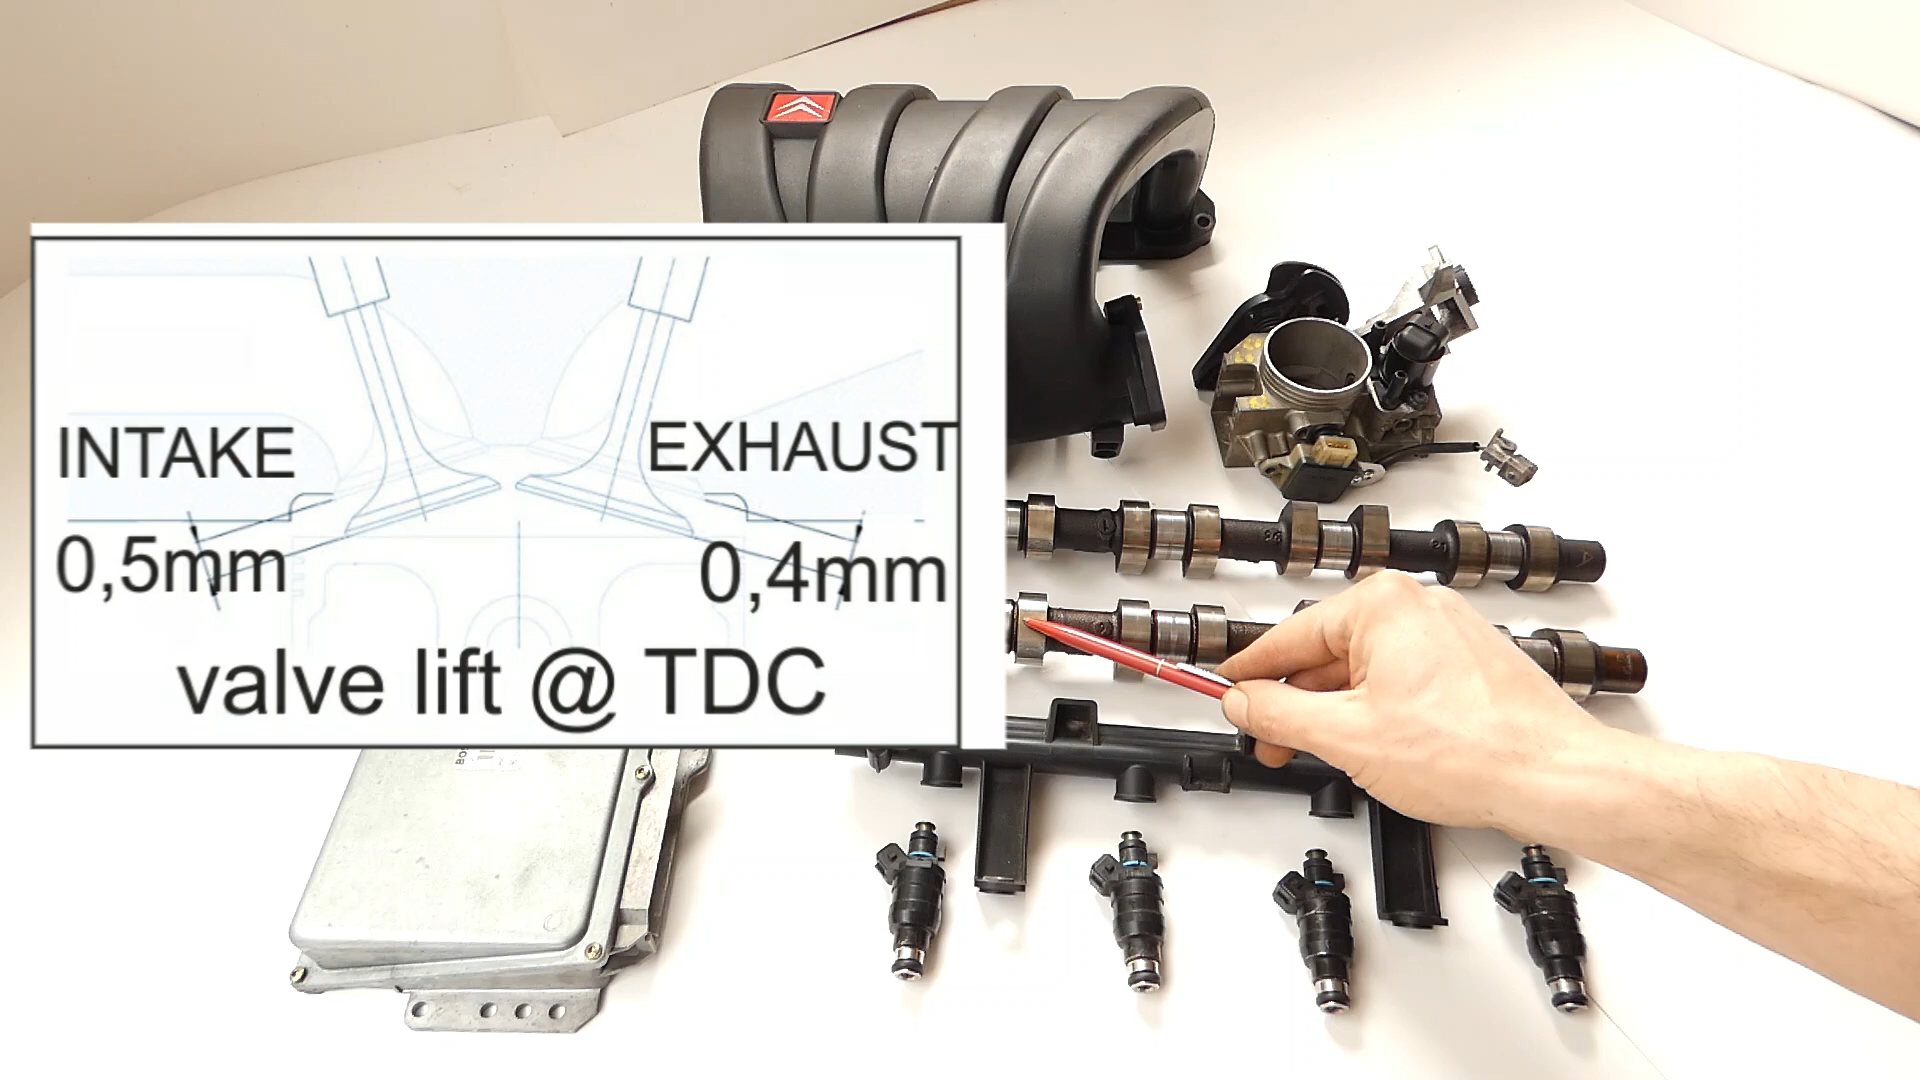 INTAKE
EXHAUST
0,5mm
0,4mm
valve lift @ TDC